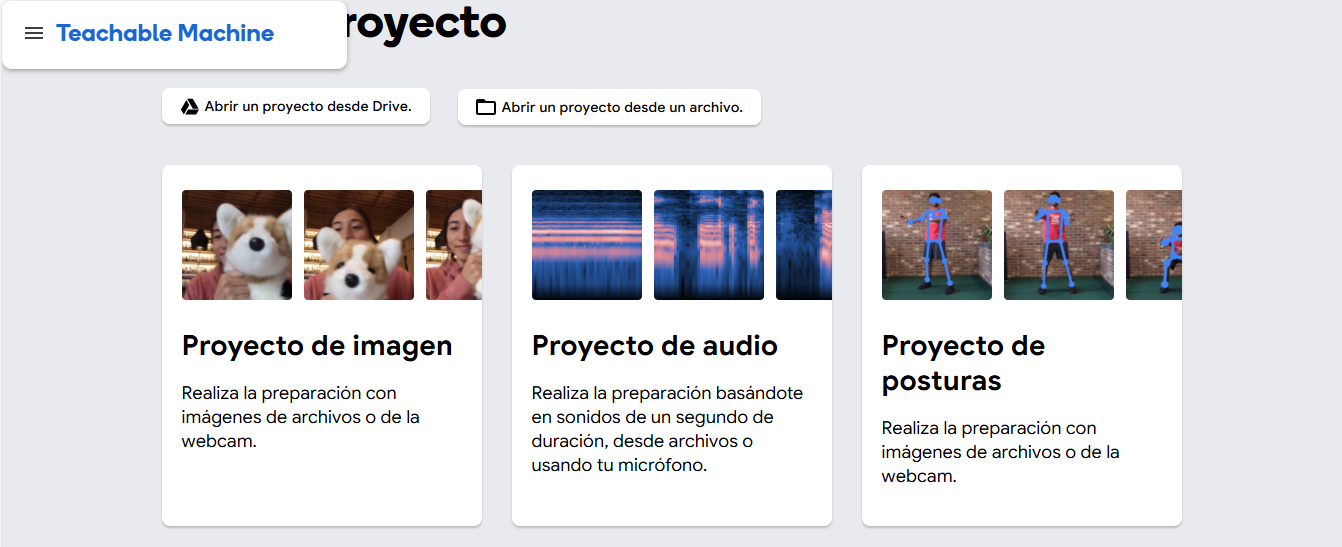 Teachable Machine
royecto
Abrir un proyecto desde Drive.
Abrir un proyecto desde un archivo.
Proyecto de imagen
Realiza la preparación con
imágenes de archivos o de la
webcam.
Proyecto de audio
Realiza la preparación basándote
en sonidos de un segundo de
duración, desde archivos o
usando tu micrófono.
Proyecto de
posturas
Realiza la preparación con
imágenes de archivos o de la
webcam.